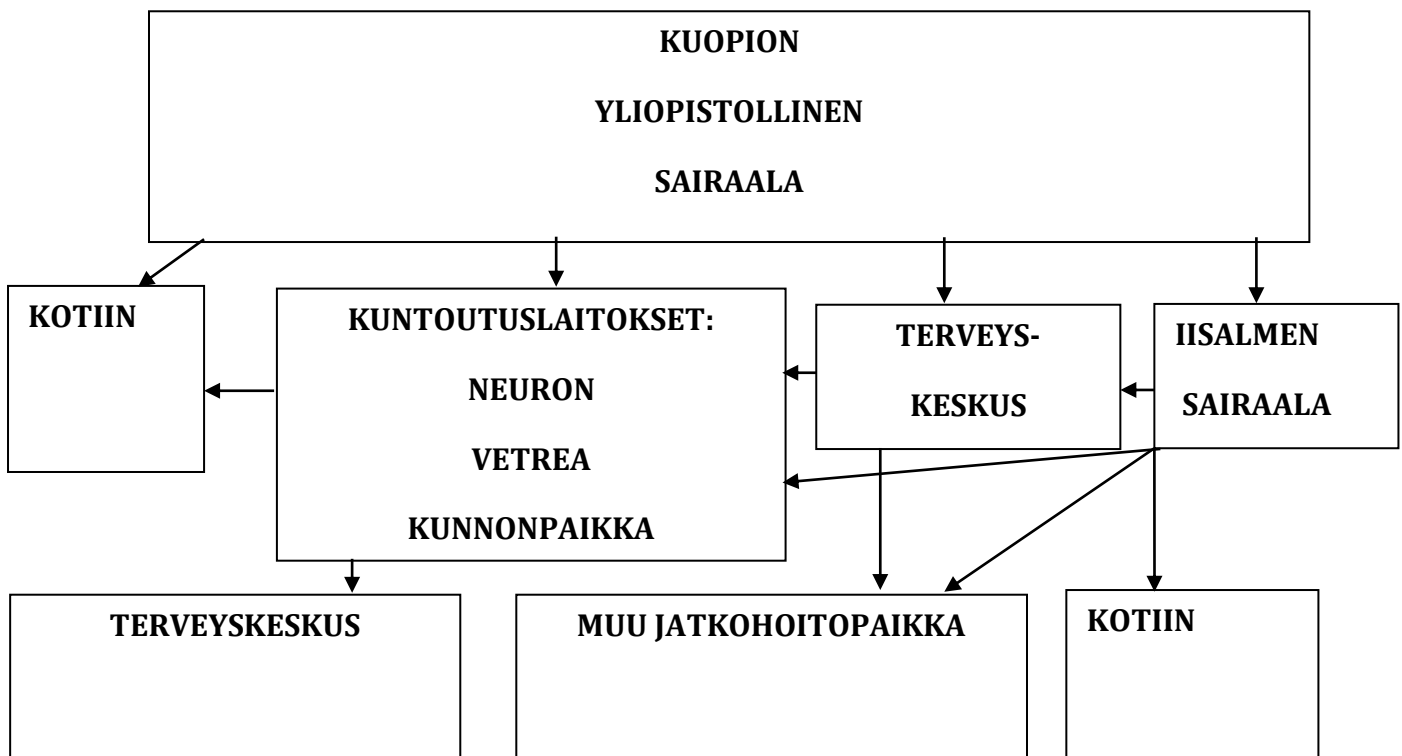 KUOPION
YLIOPISTOLLINEN
SAIRAALA
KOTIIN
KUNTOUTUSLAITOKSET:
NEURON
VETREA
KUNNONPAIKKA
TERVEYS-
KESKUS
IISALMEN
SAIRAALA
TERVEYSKESKUS
MUU JATKOHOITOPAIKKA
KOTIIN